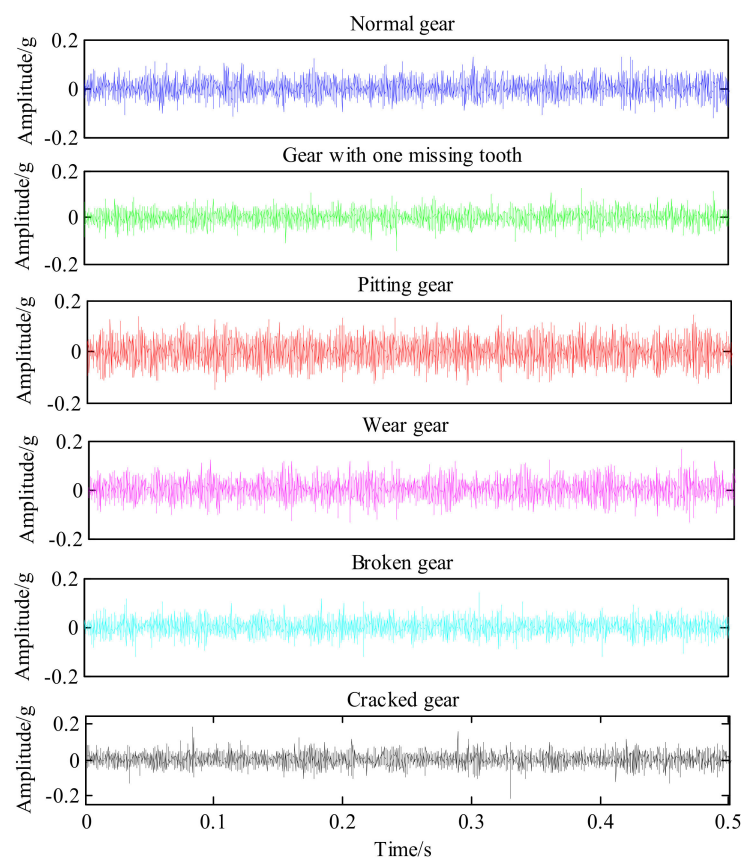 Normal gear
0.2
0
-0.2
Amplitude/g
Gear with one missing tooth
0.2
0
-0.2
Amplitude/g
Pitting gear
0.2
0
-0.2
Amplitude/g
Wear gear
0.2
0
-0.2
Amplitude/g
Broken gear
0.2
0
-0.2
Amplitude/g
Cracked gear
0.2
0
-0.2
Amplitude/g
0 0.1 0.2 0.3 0.4 0.5
Time/s